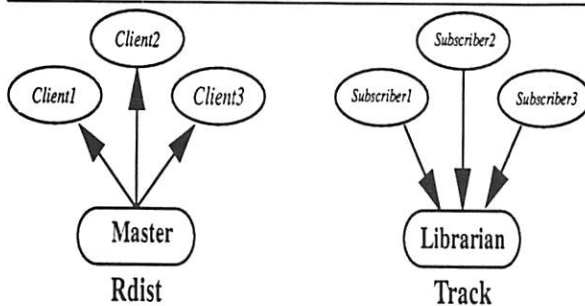 Client2
Client1
Client3
Master
Rdist
Subscriber2
Subscriber1
Subscriber3
Librarian
Track